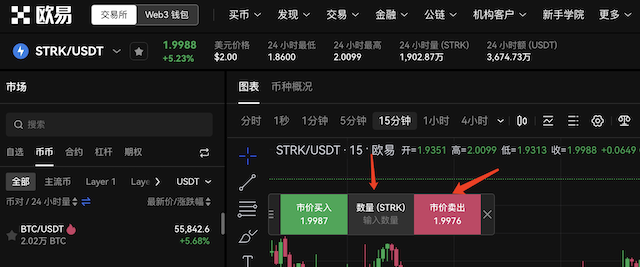 欧易 交易所 Web3 钱包 买币 发现 交易 金融 公链 机构客户 新手学院 更多
STRK/USDT 1.9988 美元价格 24 小时最低 24 小时最高 24 小时量 (STRK) 24 小时额 (USDT)
+5.23% $2.00 1.8600 2.0099 1,902.87万 3,674.73万
市场 图表 币种概况
搜索 分时 1秒 1分钟 5分钟 15分钟 1小时 4小时
自选 币币 合约 杠杆 期权
STRK/USDT · 15 · 欧易 开=1.9351 高=2.0099 低=1.9313 收=1.9988 +0.0649
全部 主流币 Layer 1 Layer USDT
币对 / 24 小时量 最新价/涨跌幅
市价买入 数量 (STRK) 市价卖出
1.9987 输入数量 1.9976
BTC/USDT 55,842.6
2.02万 BTC +5.68%